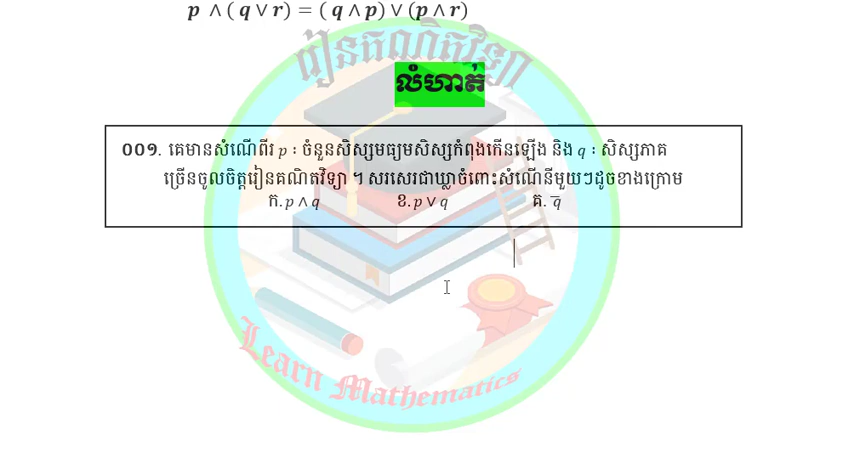 p ∧ ( q ∨ r) = ( q ∧ p) ∨ (p ∧ r)
រៀនគណិតវិទ្យា
លំហាត់
០០១. គេមានសំណើពីរ p : ចំនួនសិស្សមធ្យមសិស្សកំពុងកើនឡើង និង q : សិស្សភាគ
ច្រើនចូលចិត្តរៀនគណិតវិទ្យា ។ សរសេរជាឃ្លាចំពោះសំណើនីមួយៗដូចខាងក្រោម
ក. p ∧ q ខ. p ∨ q គ. q̅
Learn Mathematics